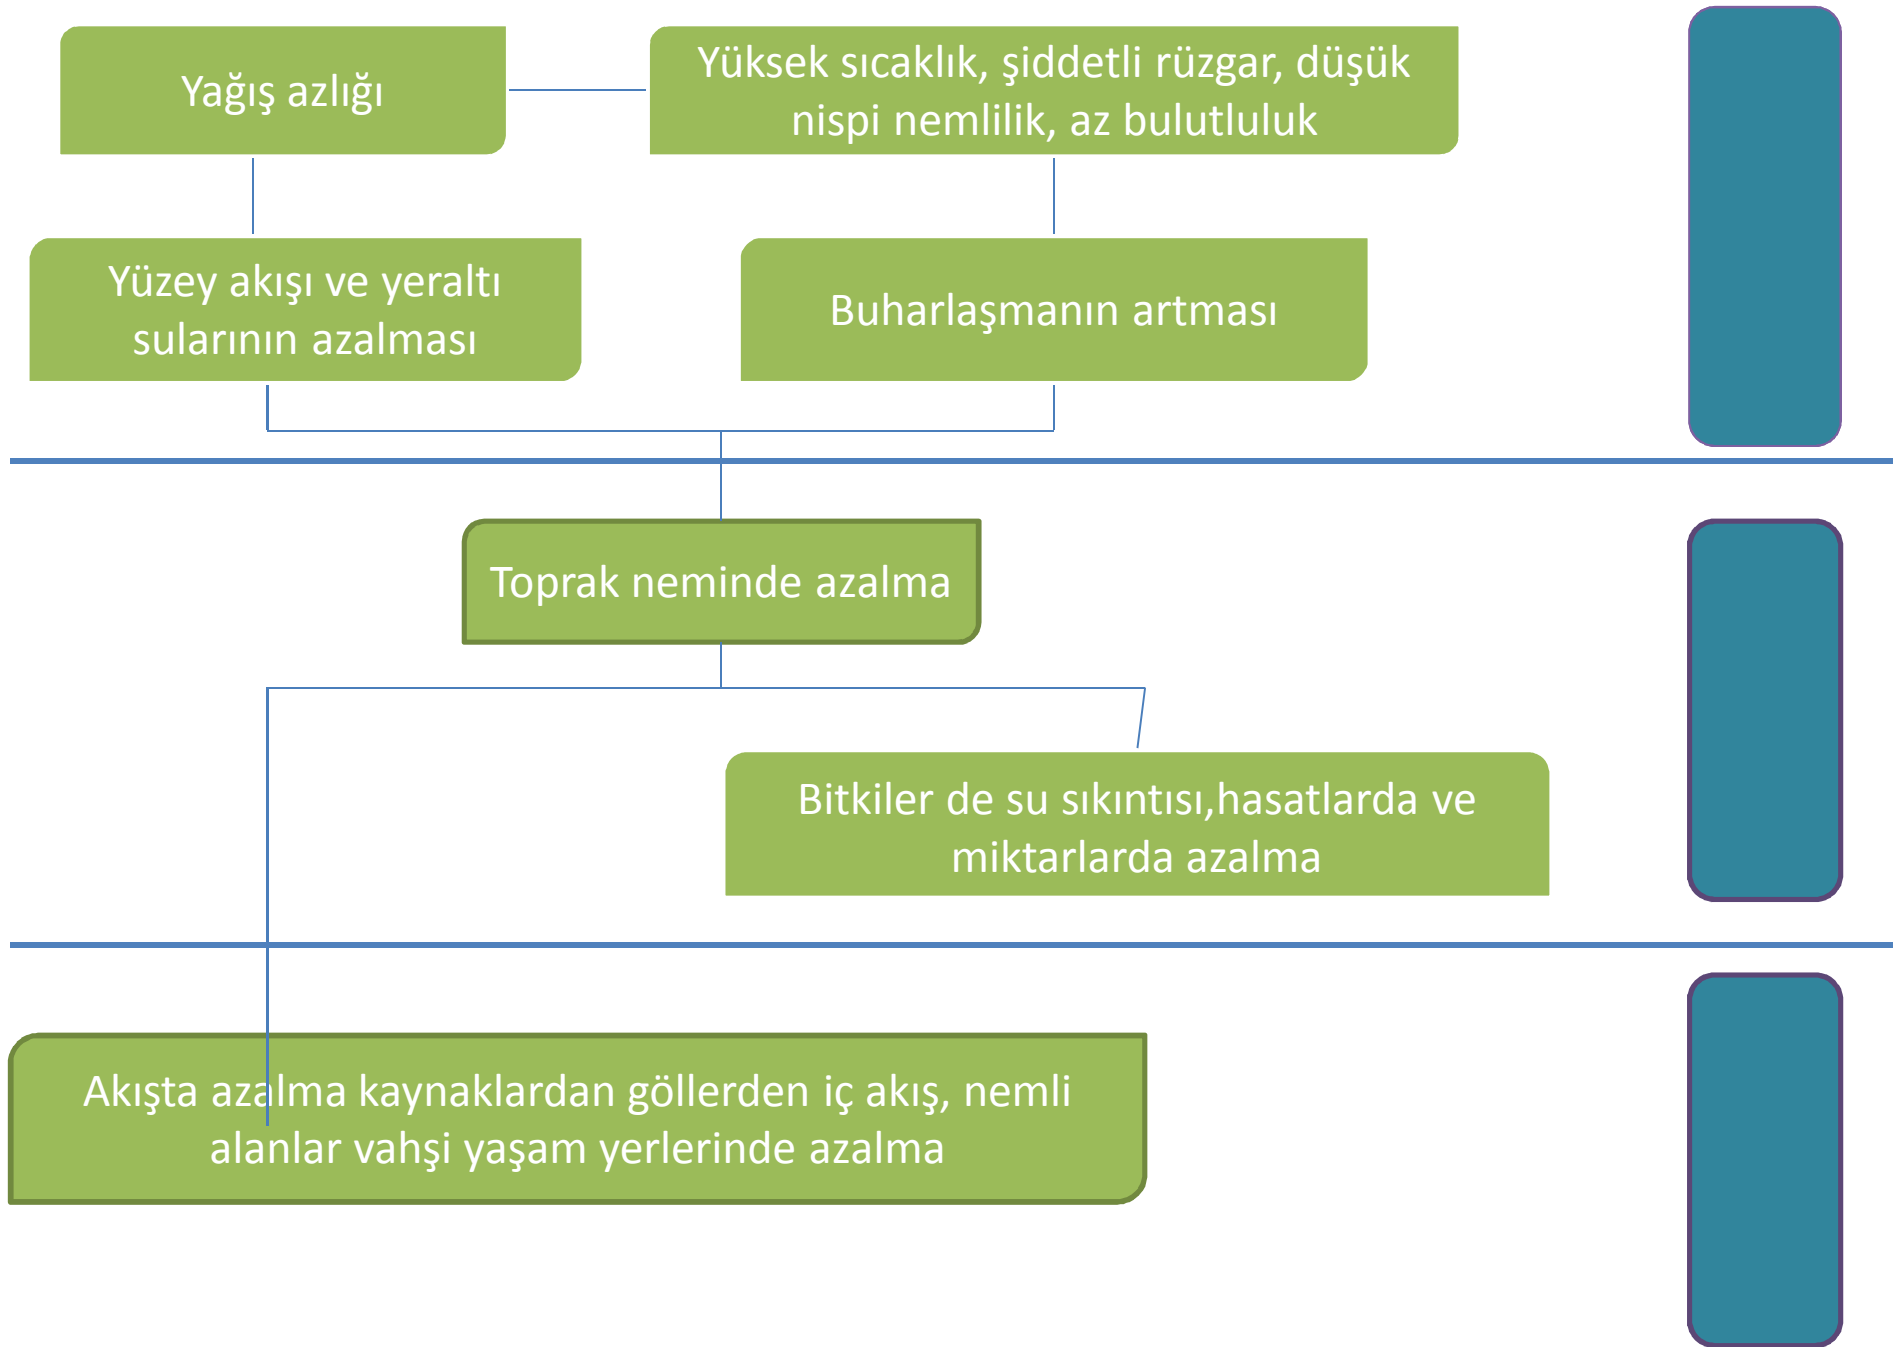 Yağış azlığı
Yüksek sıcaklık, şiddetli rüzgar, düşük
nispi nemlilik, az bulutluluk
Yüzey akışı ve yeraltı
sularının azalması
Buharlaşmanın artması
Toprak neminde azalma
Bitkiler de su sıkıntısı,hasatlarda ve
miktarlarda azalma
Akışta azalma kaynaklardan göllerden iç akış, nemli
alanlar vahşi yaşam yerlerinde azalma